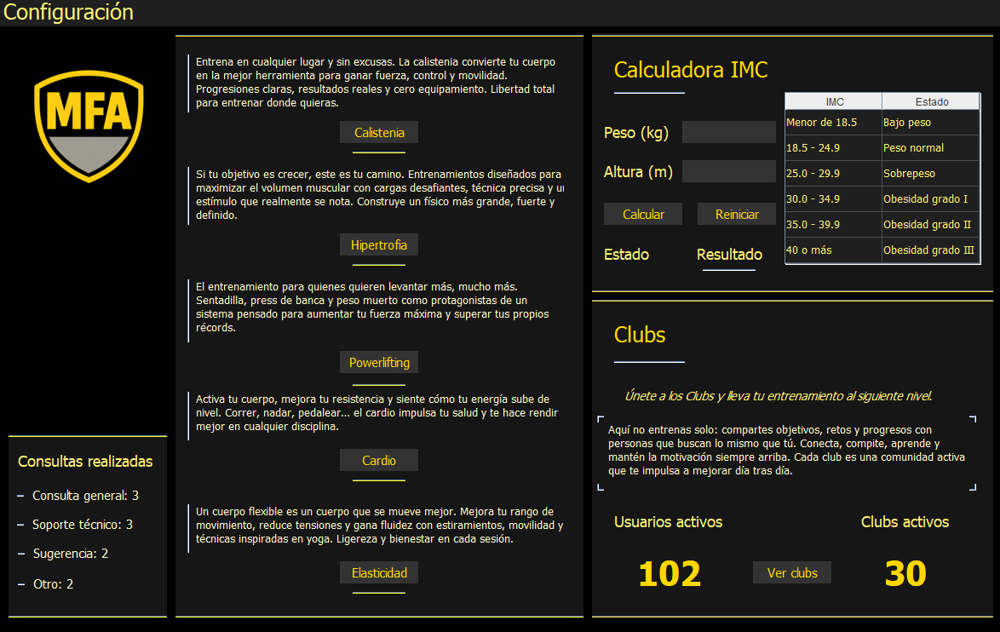 Configuración
MFA
Consultas realizadas
– Consulta general: 3
– Soporte técnico: 3
– Sugerencia: 2
– Otro: 2
Entrena en cualquier lugar y sin excusas. La calistenia convierte tu cuerpo
en la mejor herramienta para ganar fuerza, control y movilidad.
Progresiones claras, resultados reales y cero equipamiento. Libertad total
para entrenar donde quieras.
Calistenia
Si tu objetivo es crecer, este es tu camino. Entrenamientos diseñados para
maximizar el volumen muscular con cargas desafiantes, técnica precisa y
estímulo que realmente se nota. Construye un físico más grande, fuerte y
definido.
Hipertrofia
El entrenamiento para quienes quieren levantar más, mucho más.
Sentadilla, press de banca y peso muerto como protagonistas de un
sistema pensado para aumentar tu fuerza máxima y superar tus propios
récords.
Powerlifting
Activa tu cuerpo, mejora tu resistencia y siente cómo tu energía sube de
nivel. Correr, nadar, pedalear... el cardio impulsa tu salud y te hace rendir
mejor en cualquier disciplina.
Cardio
Un cuerpo flexible es un cuerpo que se mueve mejor. Mejora tu rango de
movimiento, reduce tensiones y gana fluidez con estiramientos, movilidad y
técnicas inspiradas en yoga. Ligereza y bienestar en cada sesión.
Elasticidad
Calculadora IMC
Peso (kg)
Altura (m)
Calcular Reiniciar
Estado Resultado
IMC Estado
Menor de 18.5 Bajo peso
18.5 - 24.9 Peso normal
25.0 - 29.9 Sobrepeso
30.0 - 34.9 Obesidad grado I
35.0 - 39.9 Obesidad grado II
40 o más Obesidad grado III
Clubs
Únete a los Clubs y lleva tu entrenamiento al siguiente nivel.
Aquí no entrenas solo: compartes objetivos, retos y progresos con
personas que buscan lo mismo que tú. Conecta, compite, aprende y
mantén la motivación siempre arriba. Cada club es una comunidad activa
que te impulsa a mejorar día tras día.
Usuarios activos Clubs activos
102 Ver clubs 30